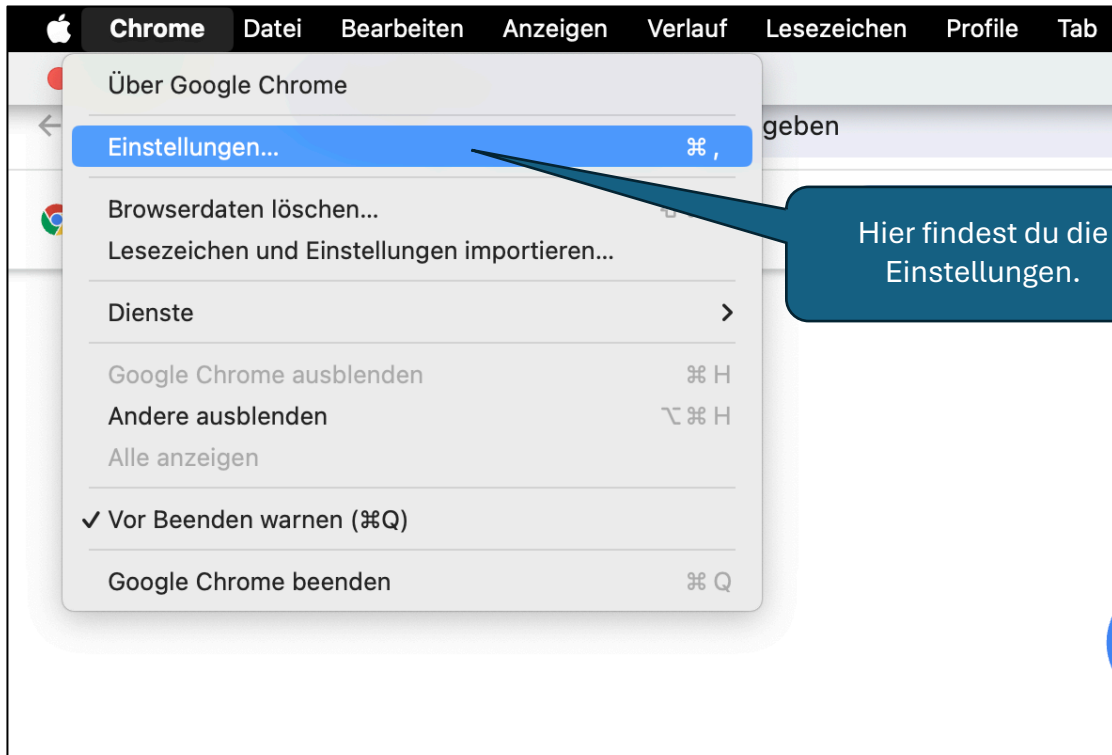 Chrome Datei Bearbeiten Anzeigen Verlauf Lesezeichen Profile Tab
Über Google Chrome
geben
Einstellungen... ⌘ ,
Browserdaten löschen...
Lesezeichen und Einstellungen importieren...
Hier findest du die
Einstellungen.
Dienste
Google Chrome ausblenden ⌘ H
Andere ausblenden ⌥ ⌘ H
Alle anzeigen
✓ Vor Beenden warnen (⌘Q)
Google Chrome beenden ⌘ Q